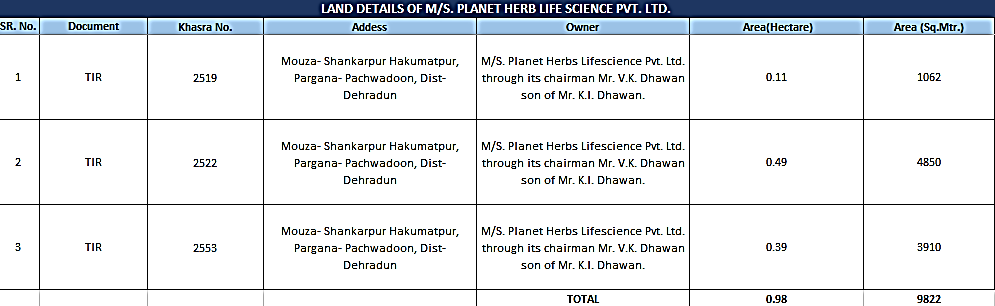 LAND DETAILS OF M/S. PLANET HERB LIFE SCIENCE PVT. LTD.
SR. No. Document Khasra No. Addess Owner Area(Hectare) Area (Sq.Mtr.)
1 TIR 2519 Mouza- Shankarpur Hakumatpur, Pargana- Pachwadoon, Dist- Dehradun M/S. Planet Herbs Lifescience Pvt. Ltd. through its chairman Mr. V.K. Dhawan son of Mr. K.I. Dhawan. 0.11 1062
2 TIR 2522 Mouza- Shankarpur Hakumatpur, Pargana- Pachwadoon, Dist- Dehradun M/S. Planet Herbs Lifescience Pvt. Ltd. through its chairman Mr. V.K. Dhawan son of Mr. K.I. Dhawan. 0.49 4850
3 TIR 2553 Mouza- Shankarpur Hakumatpur, Pargana- Pachwadoon, Dist- Dehradun M/S. Planet Herbs Lifescience Pvt. Ltd. through its chairman Mr. V.K. Dhawan son of Mr. K.I. Dhawan. 0.39 3910
TOTAL 0.98 9822